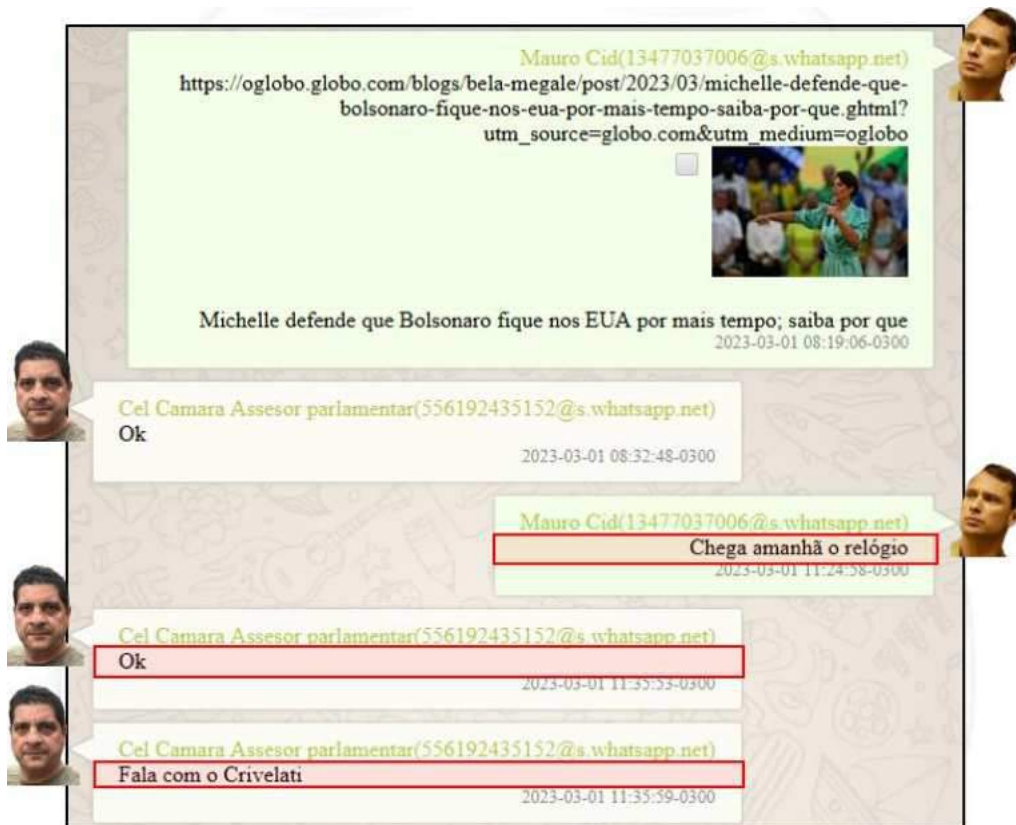 Mauro Cid(13477037006@s.whatsapp.net)
https://oglobo.globo.com/blogs/bela-megale/post/2023/03/michelle-defende-que-
bolsonaro-fique-nos-eua-por-mais-tempo-saiba-por-que.ghtml?
utm_source=globo.com&utm_medium=oglobo
Michelle defende que Bolsonaro fique nos EUA por mais tempo; saiba por que
2023-03-01 08:19:06-0300
Cel Camara Assesor parlamentar(556192435152@s.whatsapp.net)
Ok
2023-03-01 08:32:48-0300
Mauro Cid(13477037006@s.whatsapp.net)
Chega amanhã o relógio
2023-03-01 11:24:58-0300
Cel Camara Assesor parlamentar(556192435152@s.whatsapp.net)
Ok
2023-03-01 11:35:53-0300
Cel Camara Assesor parlamentar(556192435152@s.whatsapp.net)
Fala com o Crivelati
2023-03-01 11:35:59-0300